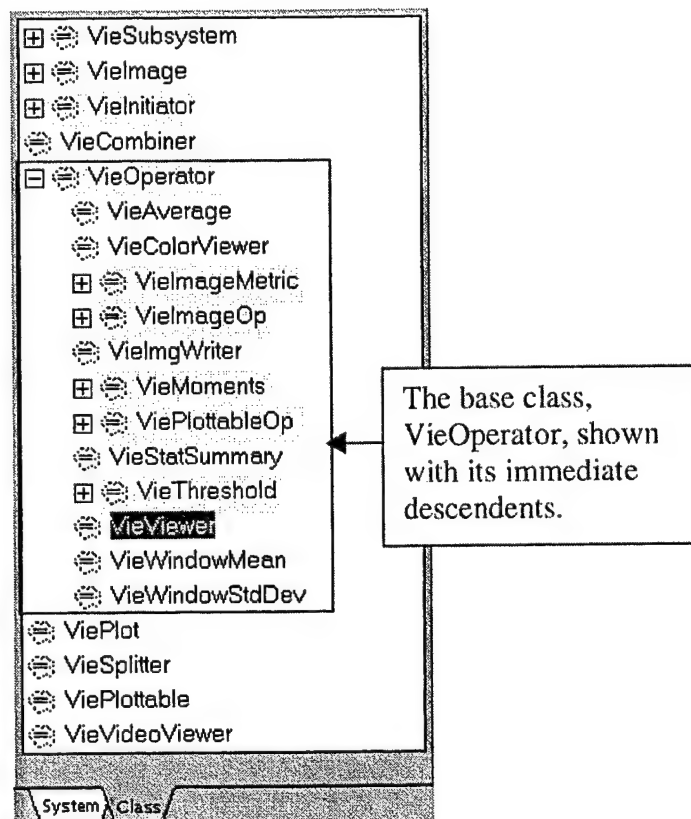 VieSubsystem
VieImage
VieInitiator
VieCombiner
VieOperator
VieAverage
VieColorViewer
VieImageMetric
VieImageOp
VieImgWriter
VieMoments
ViePlottableOp
VieStatSummary
VieThreshold
VieViewer
VieWindowMean
VieWindowStdDev
ViePlot
VieSplitter
ViePlottable
VieVideoViewer
System Class
The base class,
VieOperator, shown
with its immediate
descendents.